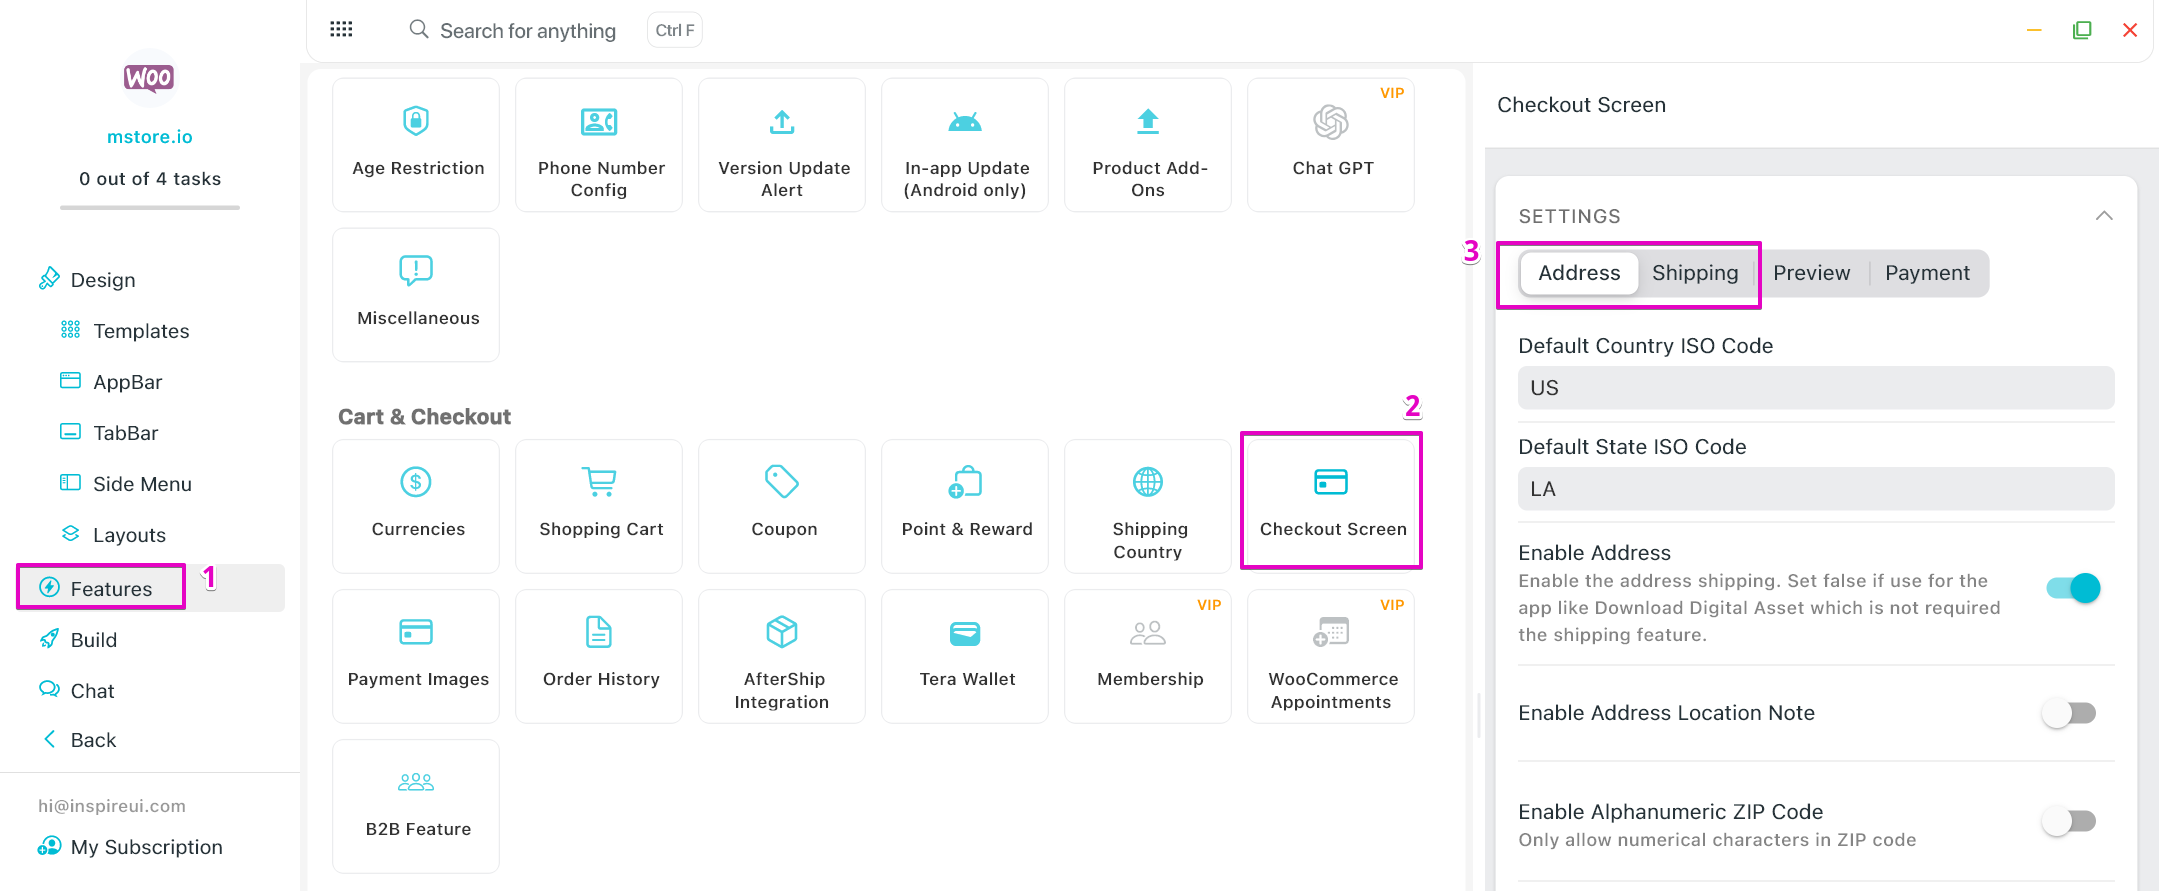 Search for anything
Ctrl F
WOO
mstore.io
0 out of 4 tasks
Design
Templates
AppBar
TabBar
Side Menu
Layouts
Features
1
Build
Chat
Back
hi@inspireui.com
My Subscription
Age Restriction
Phone Number
Config
Version Update
Alert
In-app Update
(Android only)
Product Add-
Ons
VIP
Chat GPT
Miscellaneous
Cart & Checkout
2
Currencies
Shopping Cart
Coupon
Point & Reward
Shipping
Country
Checkout Screen
Payment Images
Order History
AfterShip
Integration
Tera Wallet
VIP
Membership
VIP
WooCommerce
Appointments
B2B Feature
Checkout Screen
SETTINGS
3
Address
Shipping
Preview
Payment
Default Country ISO Code
US
Default State ISO Code
LA
Enable Address
Enable the address shipping. Set false if use for the
app like Download Digital Asset which is not required
the shipping feature.
Enable Address Location Note
Enable Alphanumeric ZIP Code
Only allow numerical characters in ZIP code